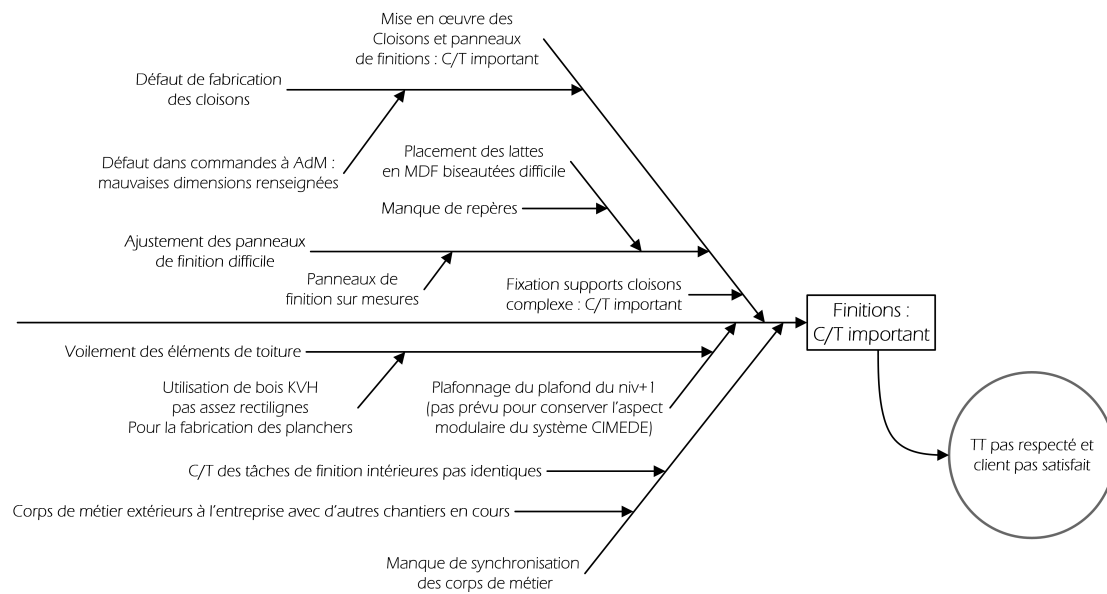 Mise en œuvre des
Cloisons et panneaux
de finitions : C/T important
Défaut de fabrication
des cloisons
Défaut dans commandes à AdM :
mauvaises dimensions renseignées
Placement des lattes
en MDF biseautées difficile
Manque de repères
Ajustement des panneaux
de finition difficile
Panneaux de
finition sur mesures
Fixation supports cloisons
complexe : C/T important
Finitions :
C/T important
Voilement des éléments de toiture
Utilisation de bois KVH
pas assez rectilignes
Pour la fabrication des planchers
Plafonnage du plafond du niv+1
(pas prévu pour conserver l'aspect
modulaire du système CIMEDE)
TT pas respecté et
client pas satisfait
C/T des tâches de finition intérieures pas identiques
Corps de métier extérieurs à l'entreprise avec d'autres chantiers en cours
Manque de synchronisation
des corps de métier